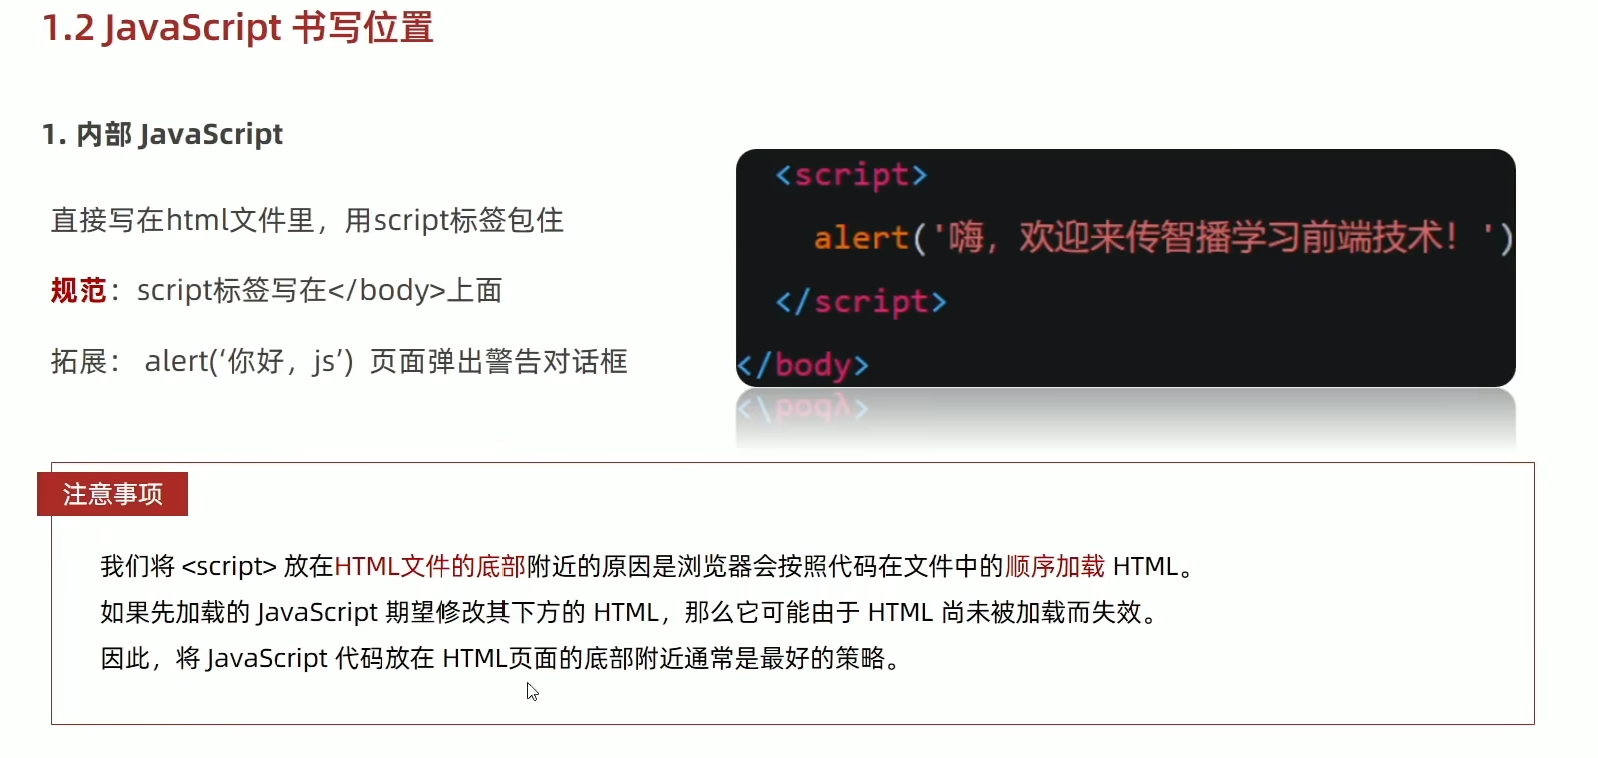 1.2 JavaScript 书写位置
1. 内部 JavaScript
直接写在html文件里，用script标签包住
规范：script标签写在</body>上面
拓展： alert(‘你好，js’) 页面弹出警告对话框
<script>
alert('嗨，欢迎来传智播学习前端技术！')
</script>
</body>
注意事项
我们将 <script> 放在HTML文件的底部附近的原因是浏览器会按照代码在文件中的顺序加载 HTML。
如果先加载的 JavaScript 期望修改其下方的 HTML，那么它可能由于 HTML 尚未被加载而失效。
因此，将 JavaScript 代码放在 HTML页面的底部附近通常是最好的策略。